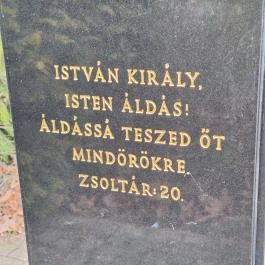 ISTVÁN KIRÁLY,
ISTEN ÁLDÁS!
ÁLDÁSSÁ TESZED ŐT
MINDÖRÖKRE.
ZSOLTÁR: 20.